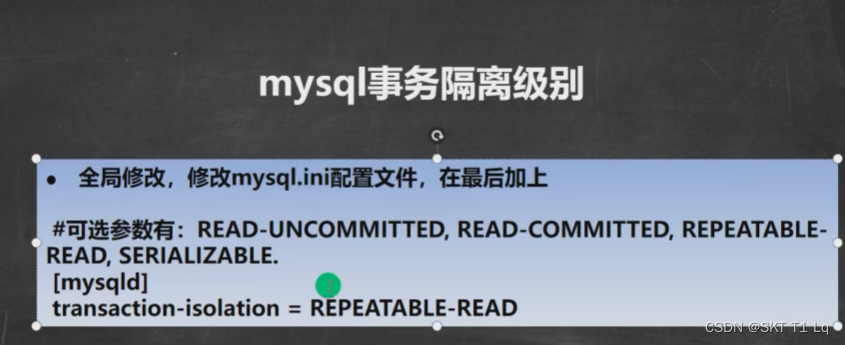 mysql事务隔离级别
● 全局修改，修改mysql.ini配置文件，在最后加上
#可选参数有：READ-UNCOMMITTED, READ-COMMITTED, REPEATABLE-
READ, SERIALIZABLE.
[mysqld]
transaction-isolation = REPEATABLE-READ
CSDN @SKT T1 Lq